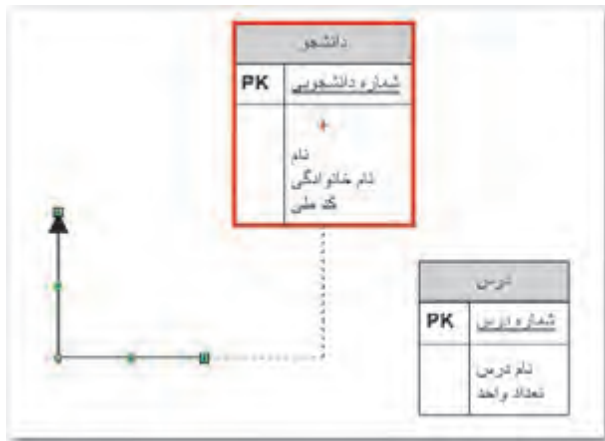 دانشجو
PK شماره دانشجویی
نام
نام خانوادگی
کد ملی
درس
PK شماره درس
نام درس
تعداد واحد